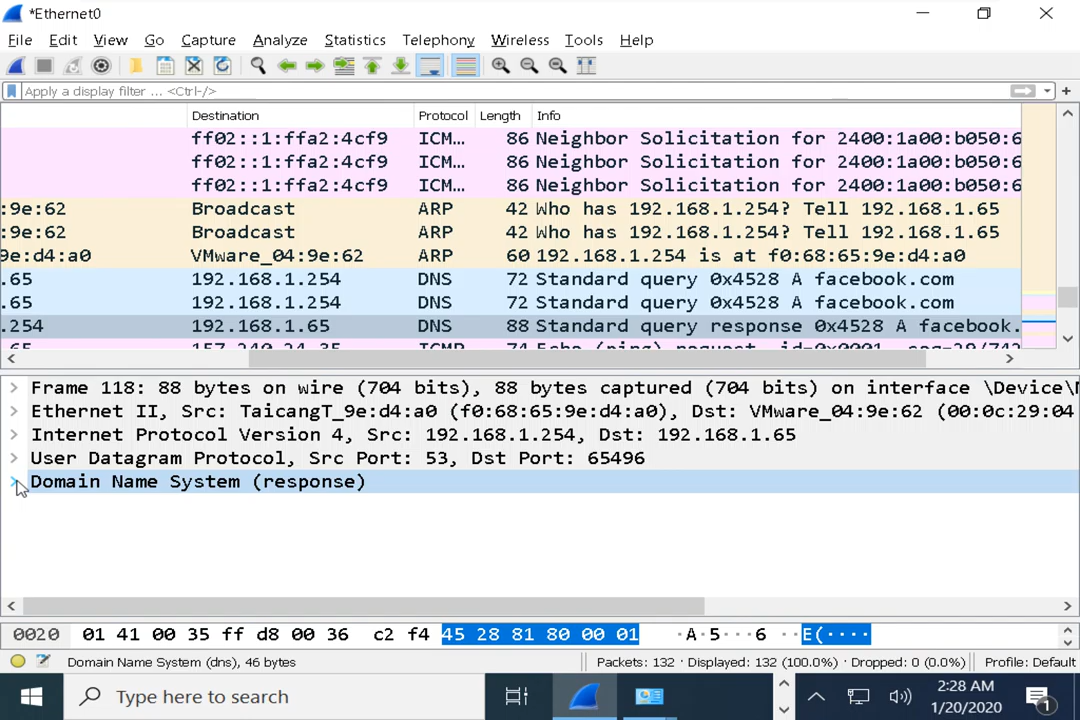 *Ethernet0
File Edit View Go Capture Analyze Statistics Telephony Wireless Tools Help
Apply a display filter ... <Ctrl-/>
Destination Protocol Length Info
ff02::1:ffa2:4cf9 ICM... 86 Neighbor Solicitation for 2400:1a00:b050:6
ff02::1:ffa2:4cf9 ICM... 86 Neighbor Solicitation for 2400:1a00:b050:6
ff02::1:ffa2:4cf9 ICM... 86 Neighbor Solicitation for 2400:1a00:b050:6
:9e:62 Broadcast ARP 42 Who has 192.168.1.254? Tell 192.168.1.65
:9e:62 Broadcast ARP 42 Who has 192.168.1.254? Tell 192.168.1.65
9e:d4:a0 VMware_04:9e:62 ARP 60 192.168.1.254 is at f0:68:65:9e:d4:a0
.65 192.168.1.254 DNS 72 Standard query 0x4528 A facebook.com
.65 192.168.1.254 DNS 72 Standard query 0x4528 A facebook.com
.254 192.168.1.65 DNS 88 Standard query response 0x4528 A facebook.
.65 157.240.24.35 ICMP 74 Echo (ping) request
Frame 118: 88 bytes on wire (704 bits), 88 bytes captured (704 bits) on interface \Device\
Ethernet II, Src: TaicangT_9e:d4:a0 (f0:68:65:9e:d4:a0), Dst: VMware_04:9e:62 (00:0c:29:04
Internet Protocol Version 4, Src: 192.168.1.254, Dst: 192.168.1.65
User Datagram Protocol, Src Port: 53, Dst Port: 65496
Domain Name System (response)
0020 01 41 00 35 ff d8 00 36 c2 f4 45 28 81 80 00 01 ·A·5···6 ··E(····
Domain Name System (dns), 46 bytes Packets: 132 · Displayed: 132 (100.0%) · Dropped: 0 (0.0%) Profile: Default
Type here to search
2:28 AM
1/20/2020
1